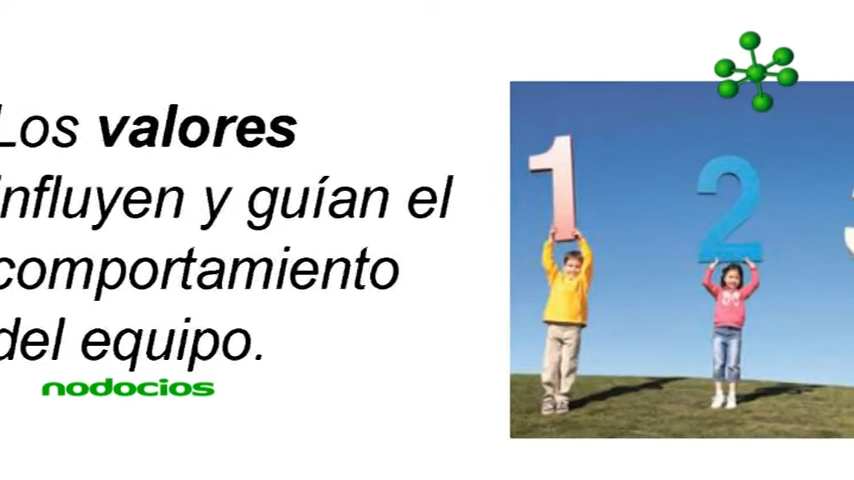 Los valores
influyen y guían el
comportamiento
del equipo.
nodocios
1
2